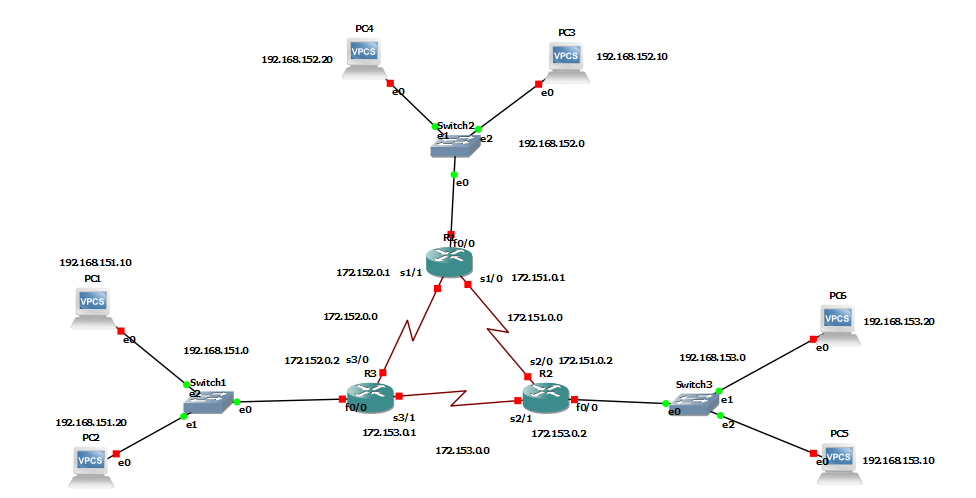 PC4
PC3
192.168.152.20
VPCS
VPCS
192.168.152.10
e0
e0
Switch2
e1
e2
192.168.152.0
e0
R1
f0/0
192.168.151.10
PC1
VPCS
172.152.0.1
s1/1
s1/0
172.151.0.1
PC6
VPCS
192.168.153.20
e0
172.152.0.0
172.151.0.0
e0
192.168.151.0
172.152.0.2
s3/0
s2/0
172.151.0.2
192.168.153.0
R3
R2
Switch1
e2
Switch3
e0
f0/0
f0/0
e0
e1
192.168.151.20
e1
s3/1
s2/1
e2
PC2
172.153.0.1
172.153.0.2
PC5
VPCS
e0
172.153.0.0
e0
VPCS
192.168.153.10